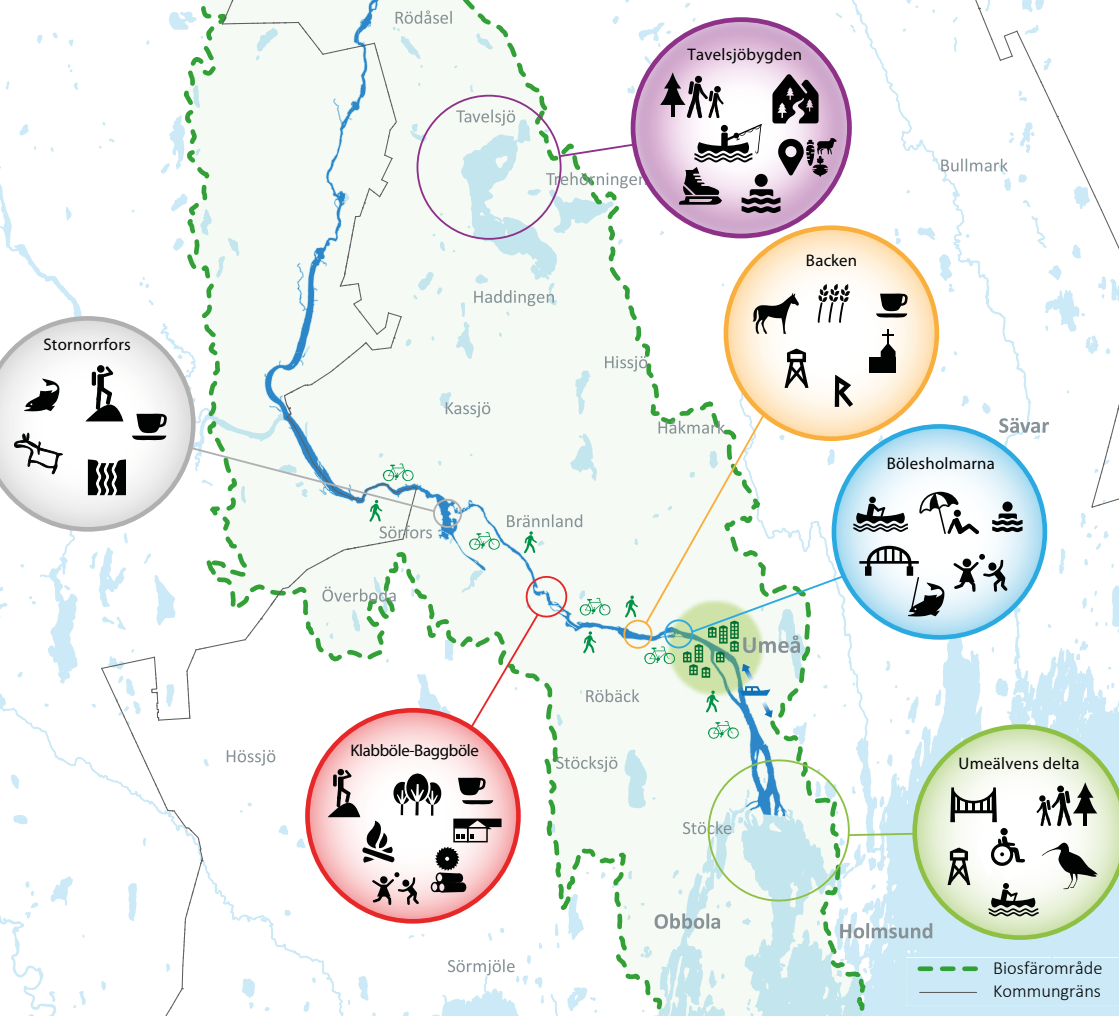 Rödåsel
Tavelsjöbygden
Tavelsjö
Bullmark
Trehörningen
Backen
Haddingen
Stornorrfors
Hissjö
Kassjö
Hakmark
Sävar
Bölesholmarna
Brännland
Sörfors
Överboda
Umeå
Röbäck
Klabböle-Baggböle
Hössjö
Stöcksjö
Umeälvens delta
Stöcke
Obbola
Holmsund
Sörmjöle
Biosfärområde
Kommungräns